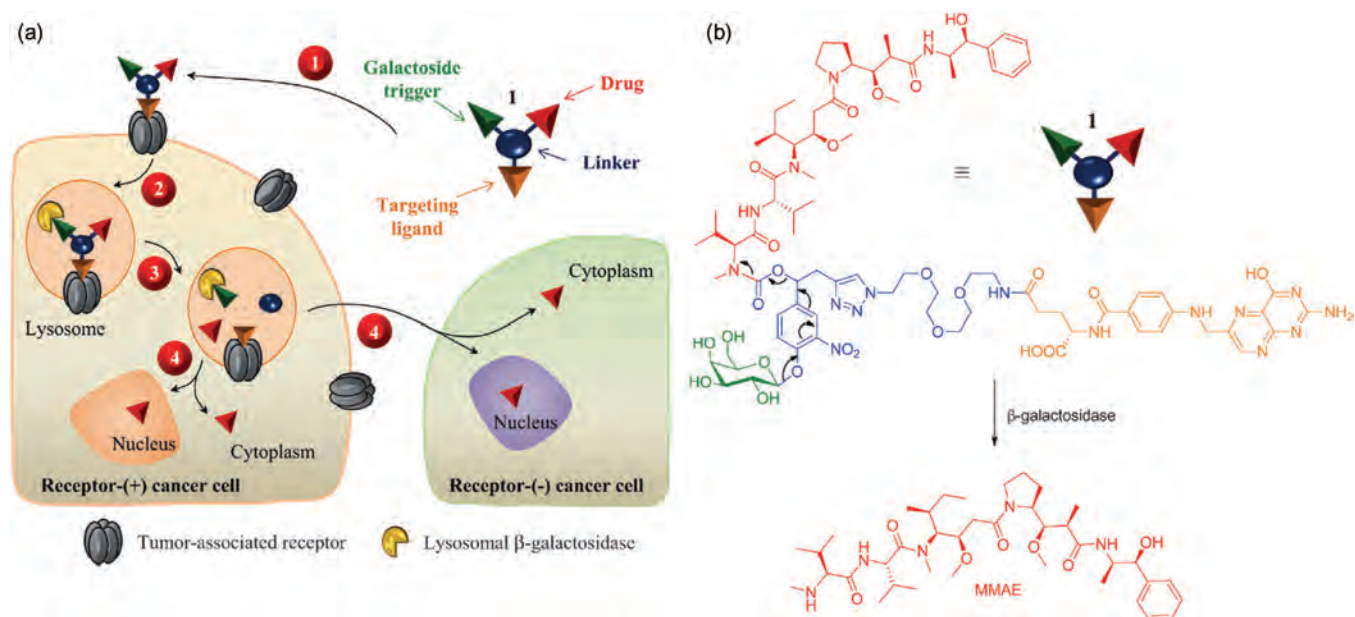 (a)
1
Galactoside
trigger
1
Drug
Linker
Targeting
ligand
2
3
Lysosome
4
4
Nucleus
Cytoplasm
Receptor-(+) cancer cell
Cytoplasm
Nucleus
Receptor-(-) cancer cell
Tumor-associated receptor
Lysosomal β-galactosidase
(b)
OH
H
N
N
O
O
O
O
N
O
O
HN
O
N
O
O
O
N
N=N
O
O
O
O
H
N
O
O
N
H
HOOC
H
N
OH
N
N
N
N
NH₂
NO₂
O
HO
OH
O
HO
OH
1
≡
β-galactosidase
N
H
O
H
N
O
N
O
O
N
O
O
H
N
OH
MMAE